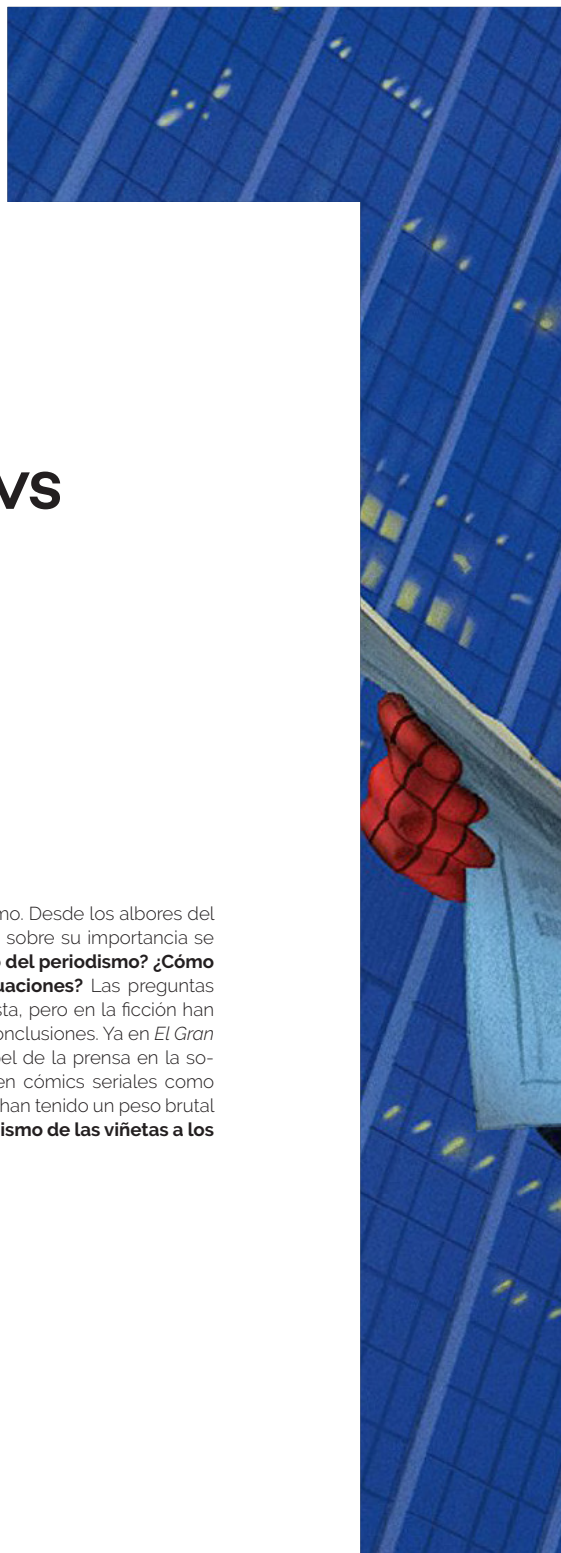 vs
mo. Desde los albores del
sobre su importancia se
o del periodismo? ¿Cómo
uaciones? Las preguntas
sta, pero en la ficción han
onclusiones. Ya en El Gran
el de la prensa en la so-
en cómics seriales como
han tenido un peso brutal
ismo de las viñetas a los